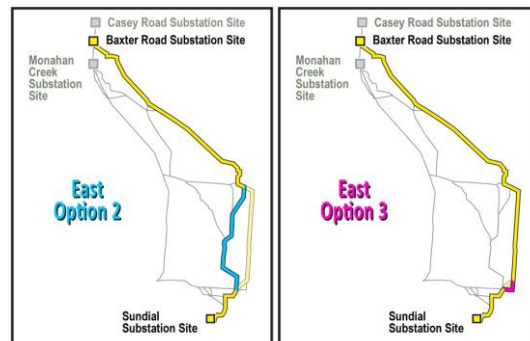 Casey Road Substation Site
Baxter Road Substation Site
Monahan
Creek
Substation
Site
East
Option 2
Sundial
Substation Site
Casey Road Substation Site
Baxter Road Substation Site
Monahan
Creek
Substation
Site
East
Option 3
Sundial
Substation Site